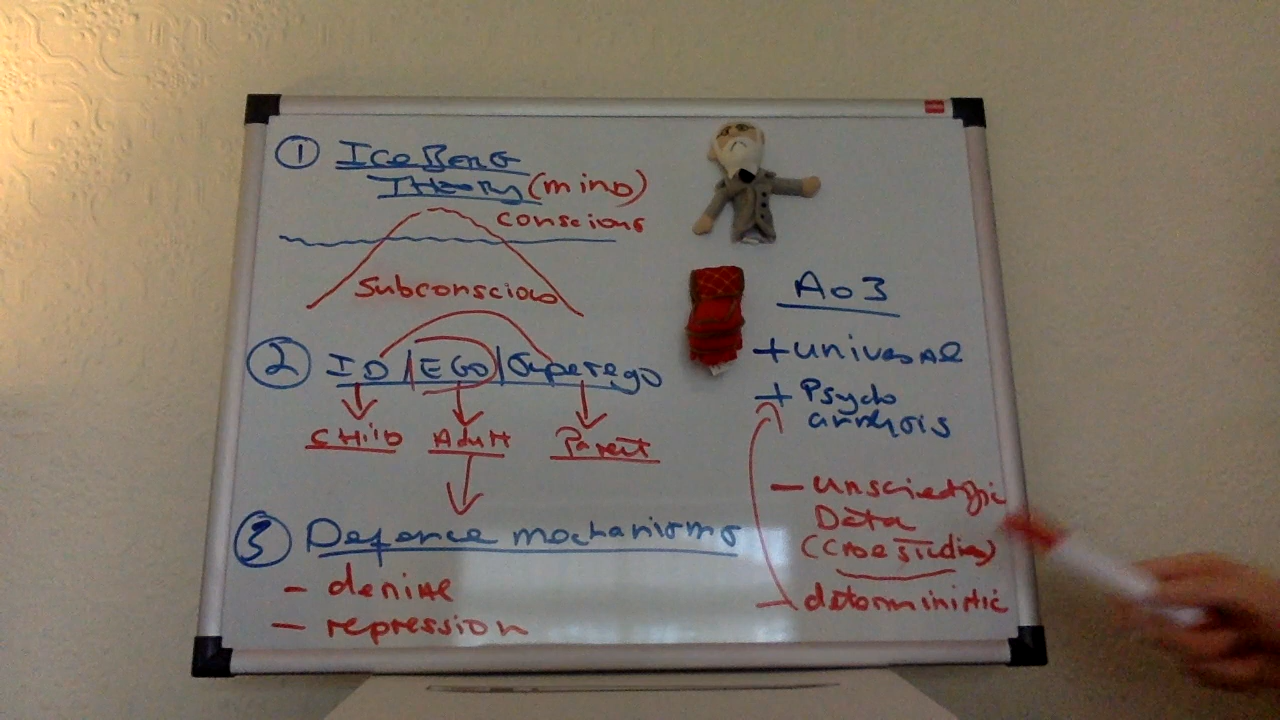 ① IceBerG
THeory (minD)
conscious
Subconscious
② ID / EGO / Superego
CHilD Adult Parent
③ Defence mechanisms
- deniAl
- repression
Ao3
+ universAl
+ Psycho
analysis
- unscientific
Data
(Case studies)
- deterministic